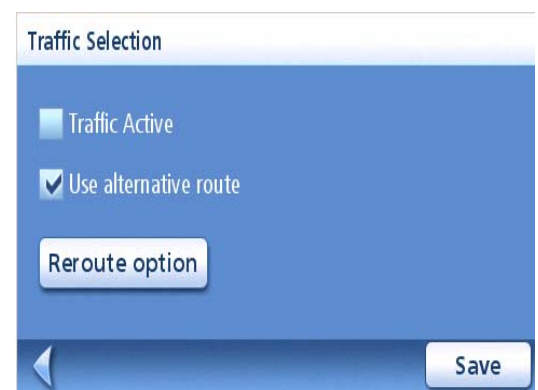 Traffic Selection
Traffic Active
Use alternative route
Reroute option
Save